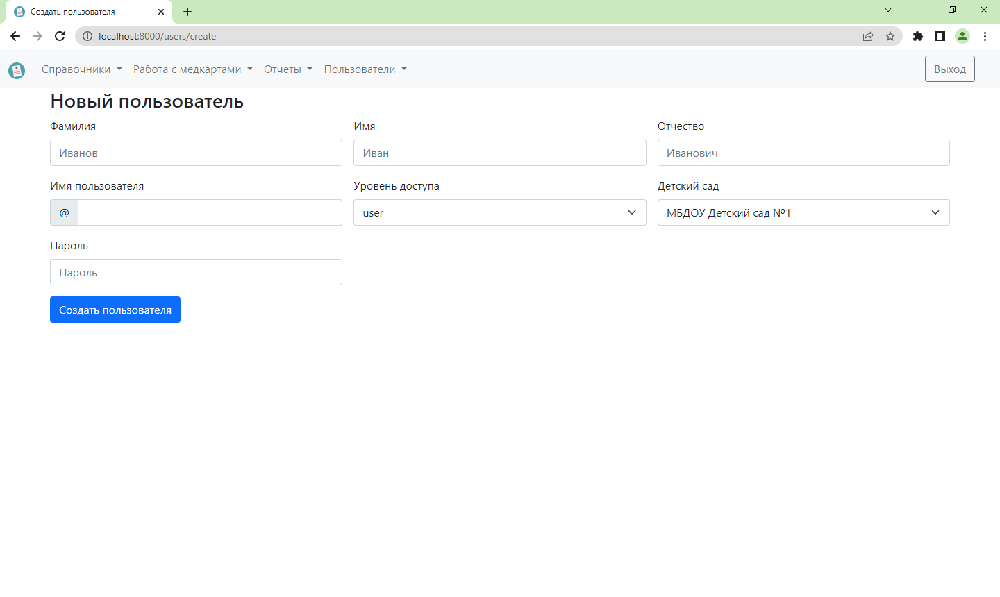 Создать пользователя
localhost:8000/users/create
Справочники Работа с медкартами Отчеты Пользователи Выход
Новый пользователь
Фамилия Имя Отчество
Иванов Иван Иванович
Имя пользователя Уровень доступа Детский сад
@ user МБДОУ Детский сад №1
Пароль
Пароль
Создать пользователя